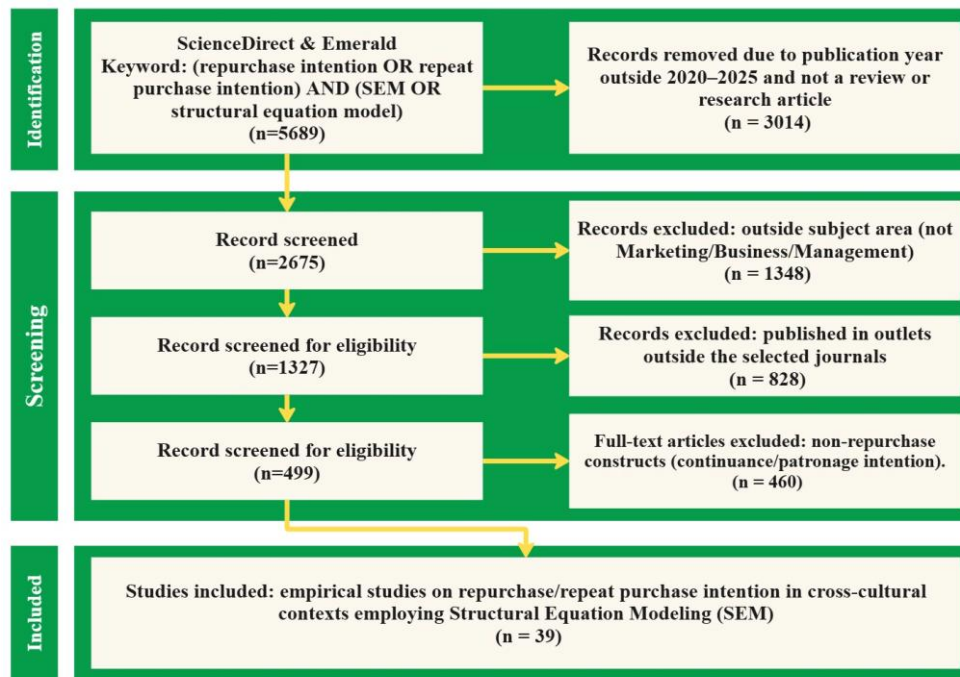 Identification
ScienceDirect & Emerald
Keyword: (repurchase intention OR repeat
purchase intention) AND (SEM OR
structural equation model)
(n=5689)
Records removed due to publication year
outside 2020–2025 and not a review or
research article
(n = 3014)
Screening
Record screened
(n=2675)
Records excluded: outside subject area (not
Marketing/Business/Management)
(n = 1348)
Record screened for eligibility
(n=1327)
Records excluded: published in outlets
outside the selected journals
(n = 828)
Record screened for eligibility
(n=499)
Full-text articles excluded: non-repurchase
constructs (continuance/patronage intention).
(n = 460)
Included
Studies included: empirical studies on repurchase/repeat purchase intention in cross-cultural
contexts employing Structural Equation Modeling (SEM)
(n = 39)